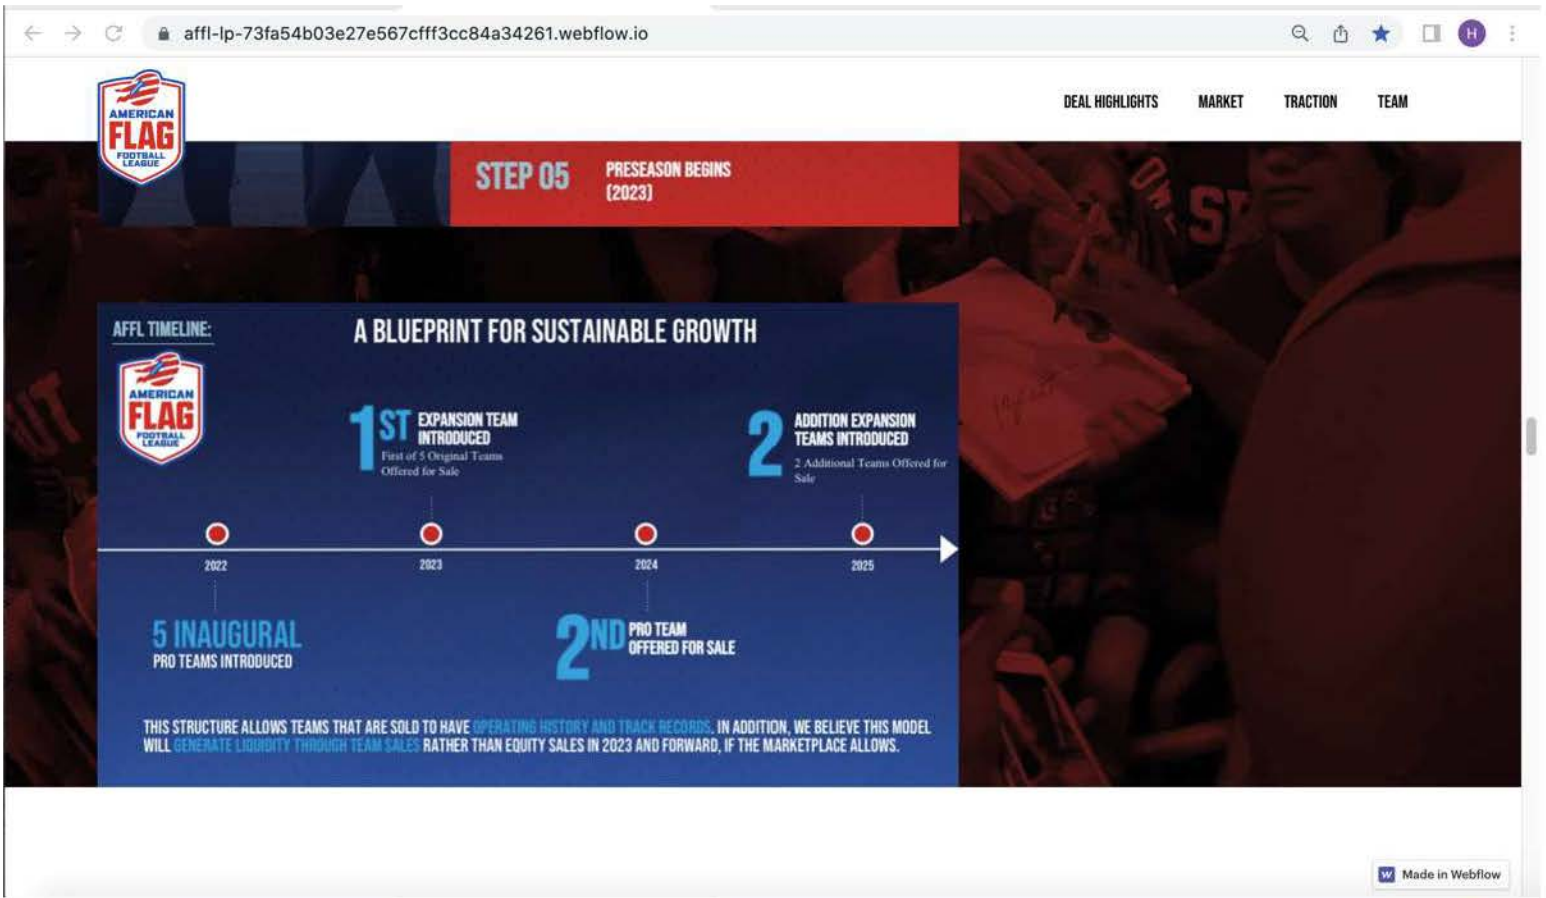 affl-lp-73fa54b03e27e567cfff3cc84a34261.webflow.io
H
AMERICAN
FLAG
FOOTBALL
LEAGUE
DEAL HIGHLIGHTS
MARKET
TRACTION
TEAM
STEP 05
PRESEASON BEGINS
(2023)
AFFL TIMELINE:
A BLUEPRINT FOR SUSTAINABLE GROWTH
AMERICAN
FLAG
FOOTBALL
LEAGUE
1ST
EXPANSION TEAM
INTRODUCED
First of 5 Original Teams
Offered for Sale
2
ADDITION EXPANSION
TEAMS INTRODUCED
2 Additional Teams Offered for
Sale
2022
2023
2024
2025
5 INAUGURAL
PRO TEAMS INTRODUCED
2ND
PRO TEAM
OFFERED FOR SALE
THIS STRUCTURE ALLOWS TEAMS THAT ARE SOLD TO HAVE OPERATING HISTORY AND TRACK RECORDS. IN ADDITION, WE BELIEVE THIS MODEL
WILL GENERATE LIQUIDITY THROUGH TEAM SALES RATHER THAN EQUITY SALES IN 2023 AND FORWARD, IF THE MARKETPLACE ALLOWS.
W Made in Webflow